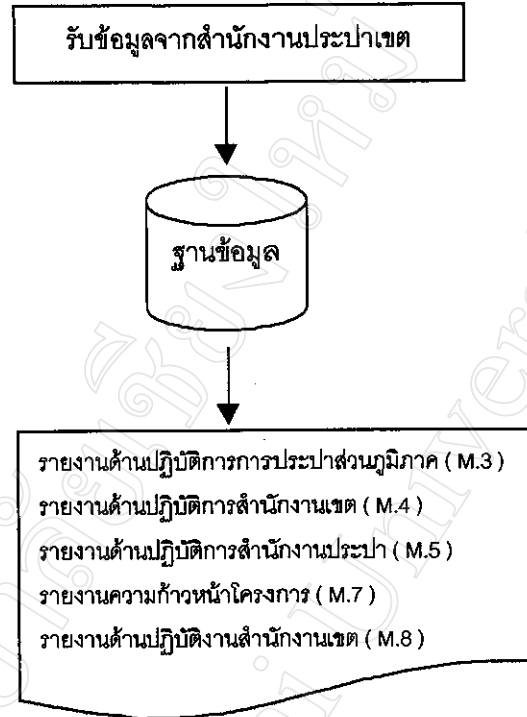 รับข้อมูลจากสำนักงานประปาเขต
ฐานข้อมูล
รายงานด้านปฏิบัติการการประปาส่วนภูมิภาค ( M.3 )
รายงานด้านปฏิบัติการสำนักงานเขต ( M.4 )
รายงานด้านปฏิบัติการสำนักงานประปา ( M.5 )
รายงานความก้าวหน้าโครงการ ( M.7 )
รายงานด้านปฏิบัติงานสำนักงานเขต ( M.8 )